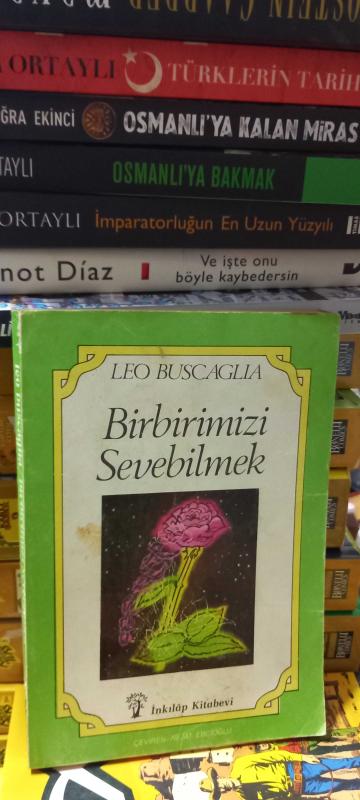 ORTAYLI TÜRKLERİN TARİH
ĞRA EKİNCİ OSMANLI'YA KALAN MİRAS
TAYLI OSMANLI'YA BAKMAK
ORTAYLI İmparatorluğun En Uzun Yüzyılı
not Díaz Ve işte onu
böyle kaybedersin
LEO BUSCAGLIA
Birbirimizi
Sevebilmek
İnkılâp Kitabevi